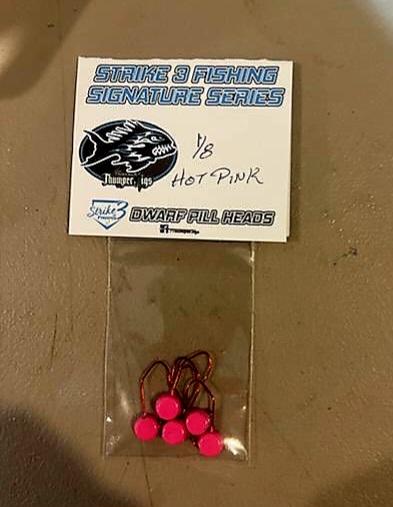 STRIKE 3 FISHING
SIGNATURE SERIES
1/8
HOT PINK
Thumper Jigs
Strike 3
DWARF PILL HEADS